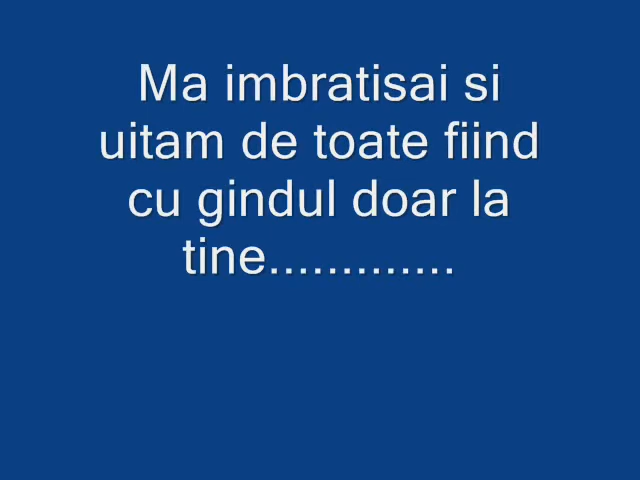 Ma imbratisai si
uitam de toate fiind
cu gindul doar la
tine.............